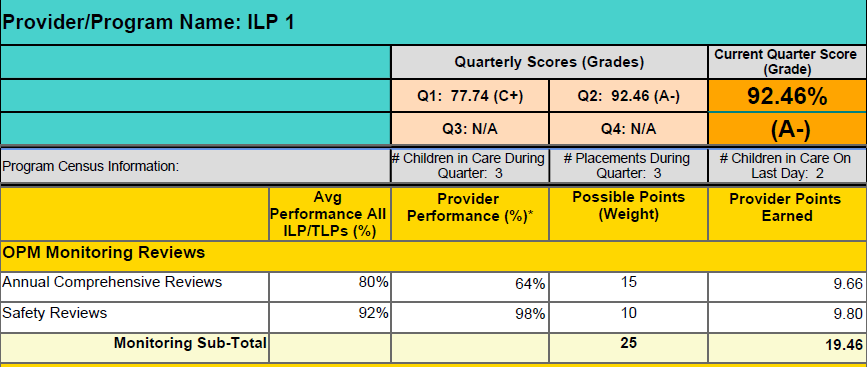 Provider/Program Name: ILP 1
Quarterly Scores (Grades)
Current Quarter Score
(Grade)
Q1: 77.74 (C+)
Q2: 92.46 (A-)
92.46%
Q3: N/A
Q4: N/A
(A-)
Program Census Information:
# Children in Care During
Quarter: 3
# Placements During
Quarter: 3
# Children in Care On
Last Day: 2
Avg
Performance All
ILP/TLPs (%)
Provider
Performance (%)*
Possible Points
(Weight)
Provider Points
Earned
OPM Monitoring Reviews
Annual Comprehensive Reviews 80% 64% 15 9.66
Safety Reviews 92% 98% 10 9.80
Monitoring Sub-Total 25 19.46